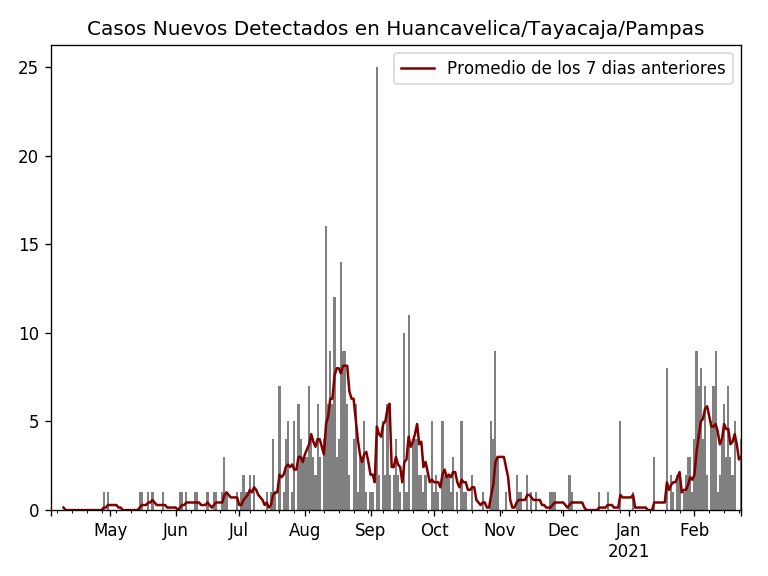 Casos Nuevos Detectados en Huancavelica/Tayacaja/Pampas
Promedio de los 7 dias anteriores
25
20
15
10
5
0
May Jun Jul Aug Sep Oct Nov Dec Jan Feb
2021